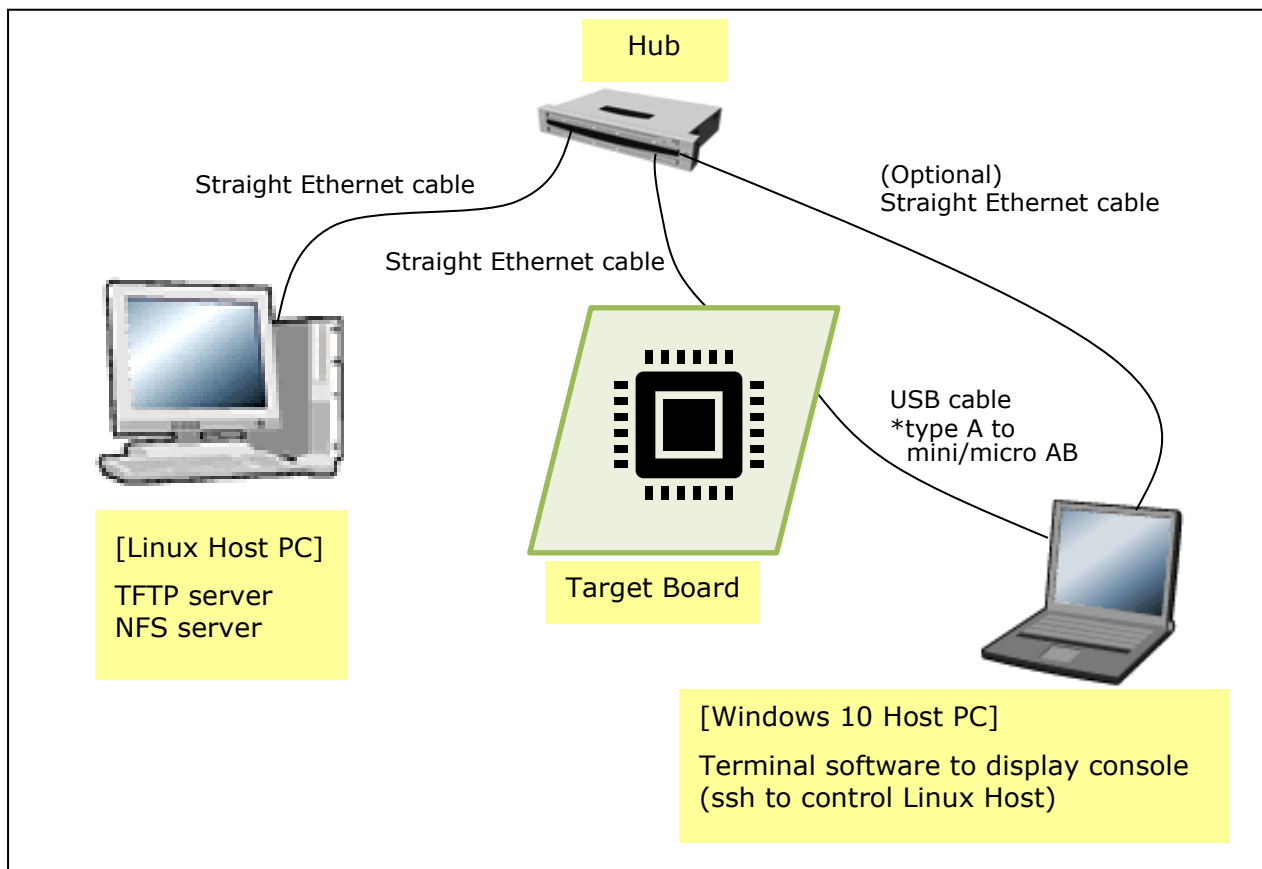 Hub
Straight Ethernet cable
(Optional)
Straight Ethernet cable
Straight Ethernet cable
USB cable
*type A to
mini/micro AB
[Linux Host PC]
TFTP server
NFS server
Target Board
[Windows 10 Host PC]
Terminal software to display console
(ssh to control Linux Host)